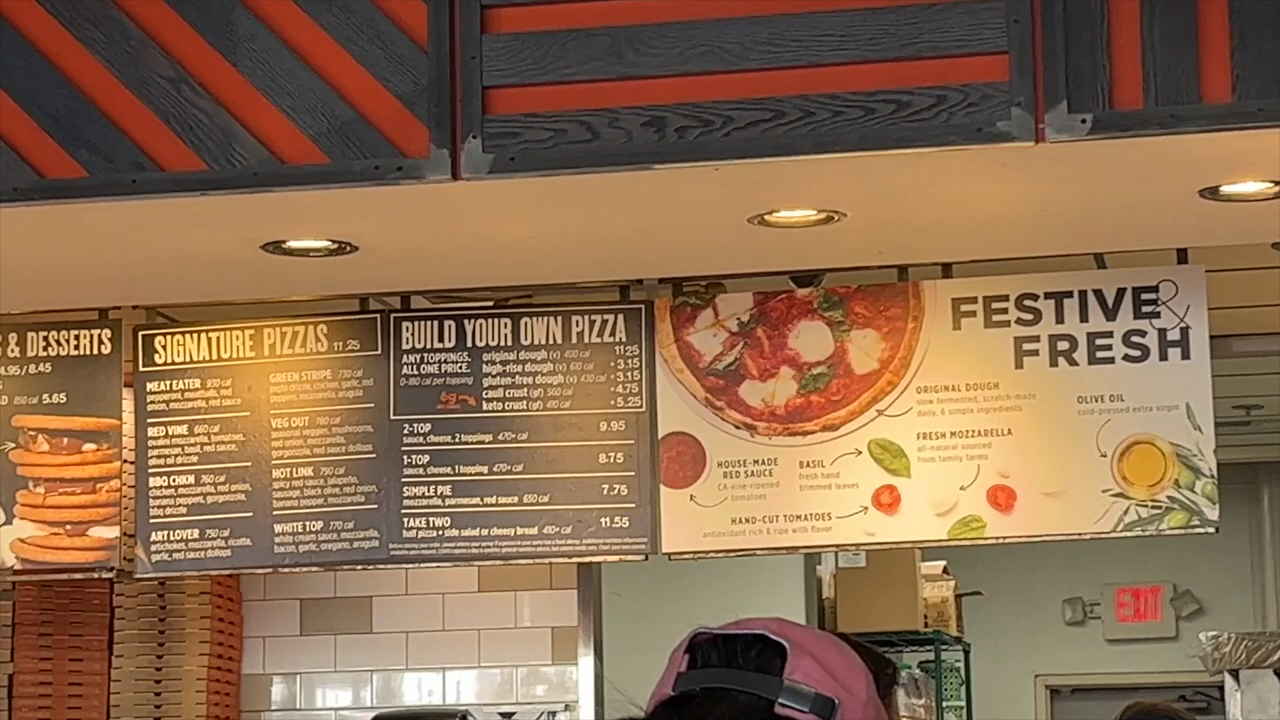 & DESSERTS
4.95 / 8.45
850 cal 5.65
SIGNATURE PIZZAS 11.25
MEAT EATER 930 cal
pepperoni, meatballs, red
onion, mozzarella, red sauce
RED VINE 660 cal
ovalini mozzarella, tomatoes,
parmesan, basil, red sauce,
olive oil drizzle
BBQ CHKN 760 cal
chicken, mozzarella, red onion,
banana peppers, gorgonzola,
bbq drizzle
ART LOVER 750 cal
artichokes, mozzarella, ricotta,
garlic, red sauce dollops
GREEN STRIPE 730 cal
pesto drizzle, chicken, garlic, red
peppers, mozzarella, arugula
VEG OUT 780 cal
seasonal veggies, mushrooms,
red onion, mozzarella,
gorgonzola, red sauce dollops
HOT LINK 790 cal
spicy red sauce, jalapeño,
sausage, black olive, red onion,
banana pepper, mozzarella
WHITE TOP 770 cal
white cream sauce, mozzarella,
bacon, garlic, oregano, arugula
BUILD YOUR OWN PIZZA
ANY TOPPINGS.
ALL ONE PRICE.
0-180 cal per topping
original dough (v) 400 cal 11.25
high-rise dough (v) 610 cal + 3.15
gluten-free dough (v) 430 cal + 3.15
cauli crust (gf) 560 cal + 4.75
keto crust (gf) 410 cal + 5.25
2-TOP 9.95
sauce, cheese, 2 toppings 470+ cal
1-TOP 8.75
sauce, cheese, 1 topping 470+ cal
SIMPLE PIE 7.75
mozzarella, parmesan, red sauce 650 cal
TAKE TWO 11.55
half pizza + side salad or cheesy bread 410+ cal
FESTIVE &
FRESH
ORIGINAL DOUGH
slow fermented, scratch-made
daily, 6 simple ingredients
OLIVE OIL
cold-pressed extra virgin
FRESH MOZZARELLA
all-natural sourced
from family farms
HOUSE-MADE
RED SAUCE
CA vine-ripened
tomatoes
BASIL
fresh hand
trimmed leaves
HAND-CUT TOMATOES
antioxidant rich & ripe with flavor
EXIT